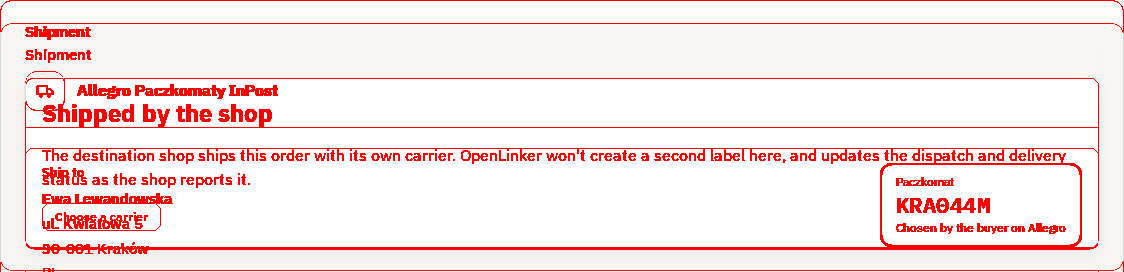 Shipment
Shipment
Allegro Paczkomaty InPost
Shipped by the shop
The destination shop ships this order with its own carrier. OpenLinker won't create a second label here, and updates the dispatch and delivery
status as the shop reports it.
Ship to
Ewa Lewandowska
Choose a carrier
ul. Kwiatowa 5
30-001 Kraków
Paczkomat
KRA044M
Chosen by the buyer on Allegro